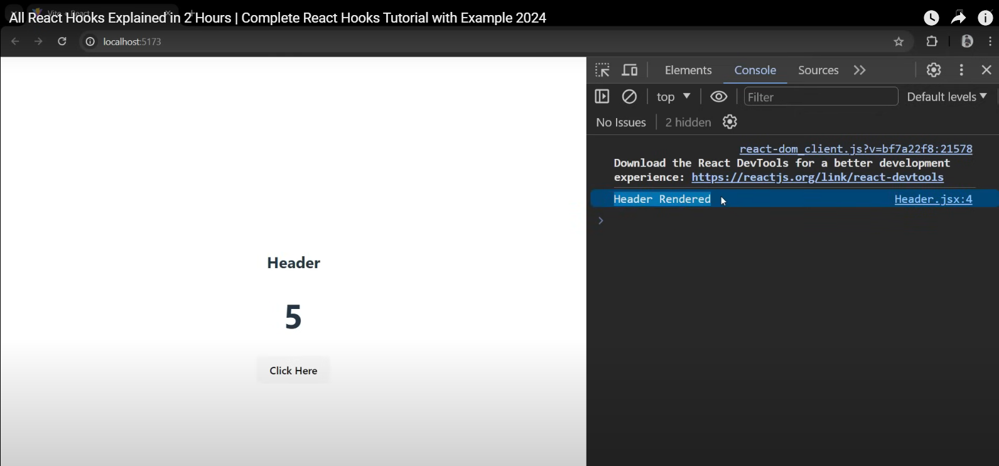 Vite + React
All React Hooks Explained in 2 Hours | Complete React Hooks Tutorial with Example 2024
localhost:5173
Elements Console Sources
top Filter Default levels
No Issues 2 hidden
react-dom_client.js?v=bf7a22f8:21578
Download the React DevTools for a better development
experience: https://reactjs.org/link/react-devtools
Header Rendered Header.jsx:4
Header
5
Click Here